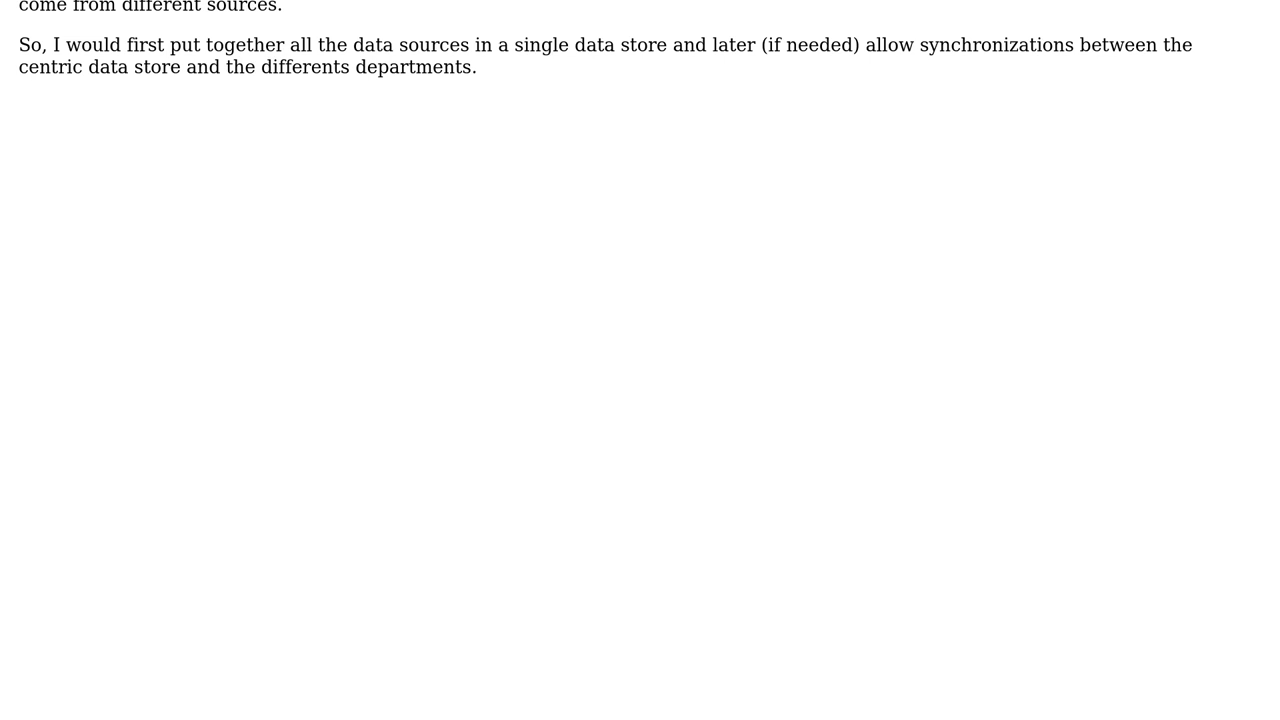 come from different sources.
So, I would first put together all the data sources in a single data store and later (if needed) allow synchronizations between the
centric data store and the differents departments.